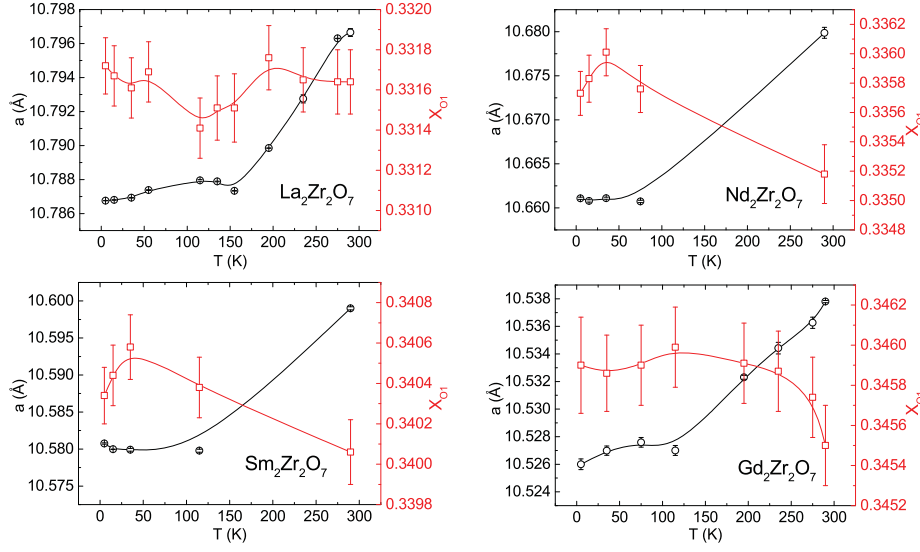 10.798
10.796
10.794
10.792
10.790
10.788
10.786
a (Å)
0 50 100 150 200 250 300
T (K)
0.3320
0.3318
0.3316
0.3314
0.3312
0.3310
X_O1
La₂Zr₂O₇
10.680
10.675
10.670
10.665
10.660
a (Å)
0 50 100 150 200 250 300
T (K)
0.3362
0.3360
0.3358
0.3356
0.3354
0.3352
0.3350
0.3348
X_O1
Nd₂Zr₂O₇
10.600
10.595
10.590
10.585
10.580
10.575
a (Å)
0 50 100 150 200 250 300
T (K)
0.3408
0.3406
0.3404
0.3402
0.3400
0.3398
X_O1
Sm₂Zr₂O₇
10.538
10.536
10.534
10.532
10.530
10.528
10.526
10.524
a (Å)
0 50 100 150 200 250 300
T (K)
0.3462
0.3460
0.3458
0.3456
0.3454
0.3452
X_O1
Gd₂Zr₂O₇